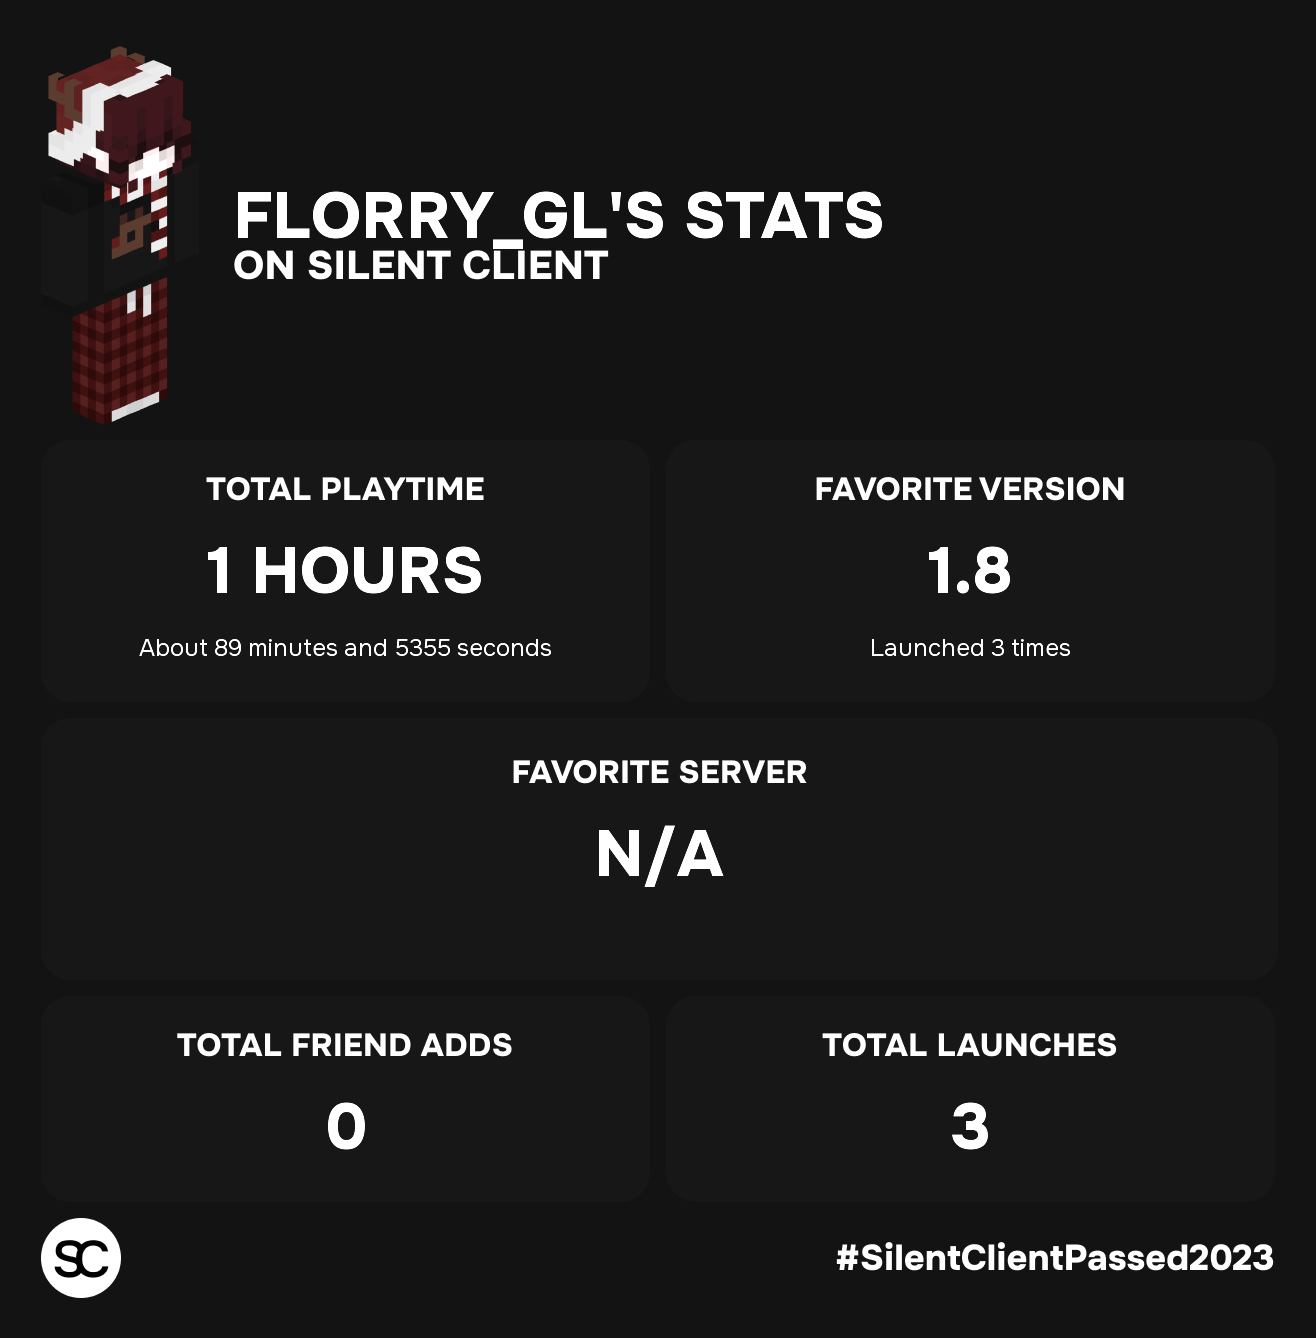 FLORRY_GL'S STATS
ON SILENT CLIENT
TOTAL PLAYTIME
1 HOURS
About 89 minutes and 5355 seconds
FAVORITE VERSION
1.8
Launched 3 times
FAVORITE SERVER
N/A
TOTAL FRIEND ADDS
0
TOTAL LAUNCHES
3
SC
#SilentClientPassed2023